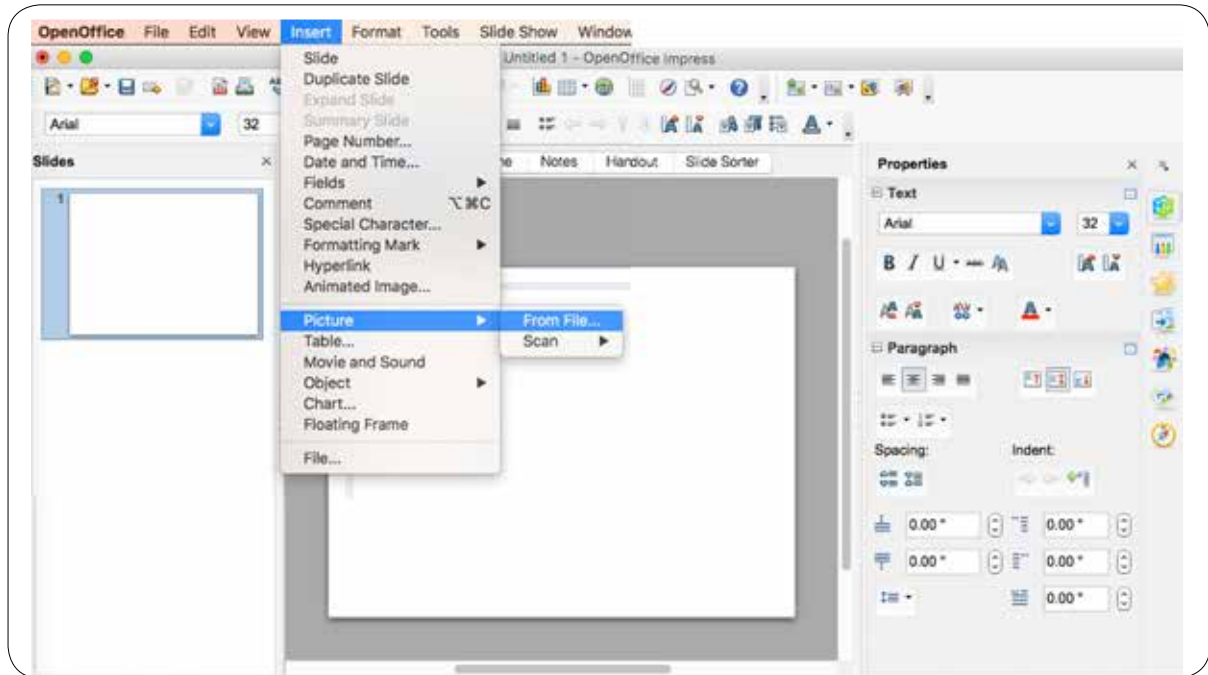 OpenOffice File Edit View Insert Format Tools Slide Show Window
Untitled 1 - OpenOffice Impress
Slide
Duplicate Slide
Expand Slide
Summary Slide
Page Number...
Date and Time...
Fields
Comment ⌥⌘C
Special Character...
Formatting Mark
Hyperlink
Animated Image...
Picture
Table...
Movie and Sound
Object
Chart...
Floating Frame
File...
From File...
Scan
Arial 32
Slides
1
Notes Handout Slide Sorter
Properties
Text
Arial 32
B I U
Paragraph
Spacing: Indent:
0.00 " 0.00 "
0.00 " 0.00 "
0.00 "